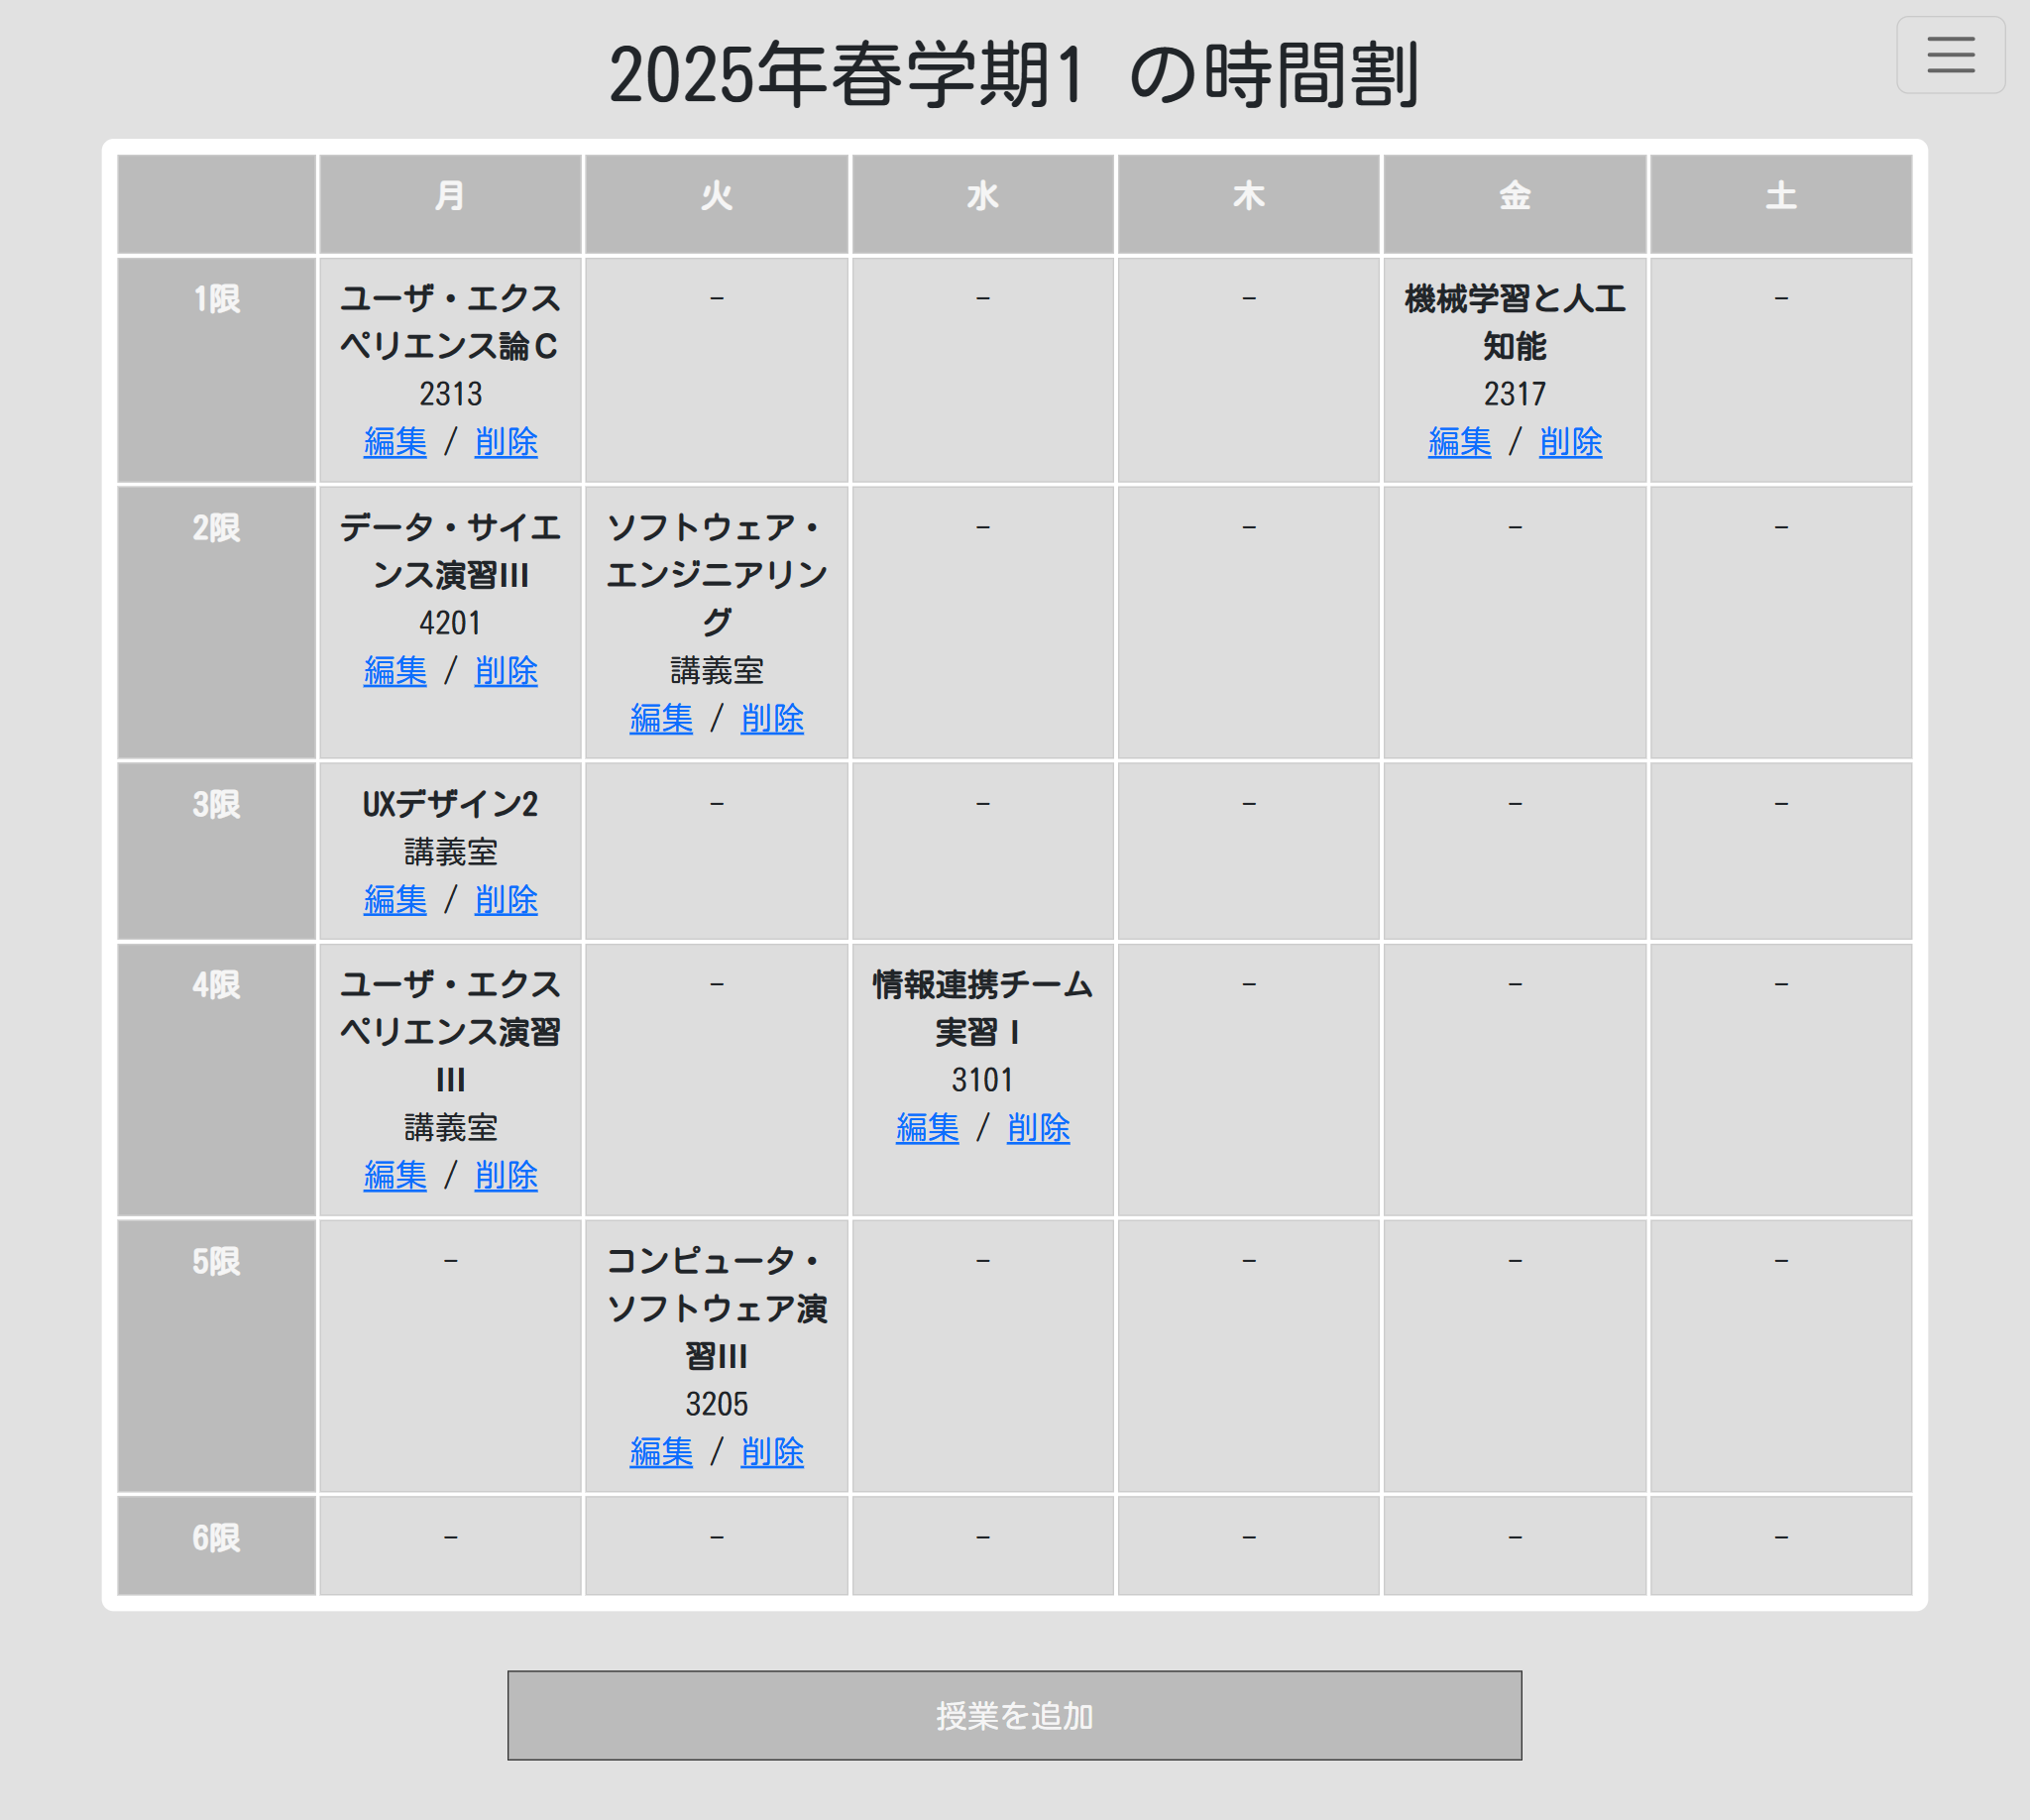 2025年春学期1 の時間割
月 火 水 木 金 土
1限
ユーザ・エクス
ペリエンス論Ｃ
2313
編集 / 削除
-
-
-
機械学習と人工
知能
2317
編集 / 削除
-
2限
データ・サイエ
ンス演習III
4201
編集 / 削除
ソフトウェア・
エンジニアリン
グ
講義室
編集 / 削除
-
-
-
-
3限
UXデザイン2
講義室
編集 / 削除
-
-
-
-
-
4限
ユーザ・エクス
ペリエンス演習
III
講義室
編集 / 削除
-
情報連携チーム
実習Ⅰ
3101
編集 / 削除
-
-
-
5限
-
コンピュータ・
ソフトウェア演
習III
3205
編集 / 削除
-
-
-
-
6限
-
-
-
-
-
-
授業を追加